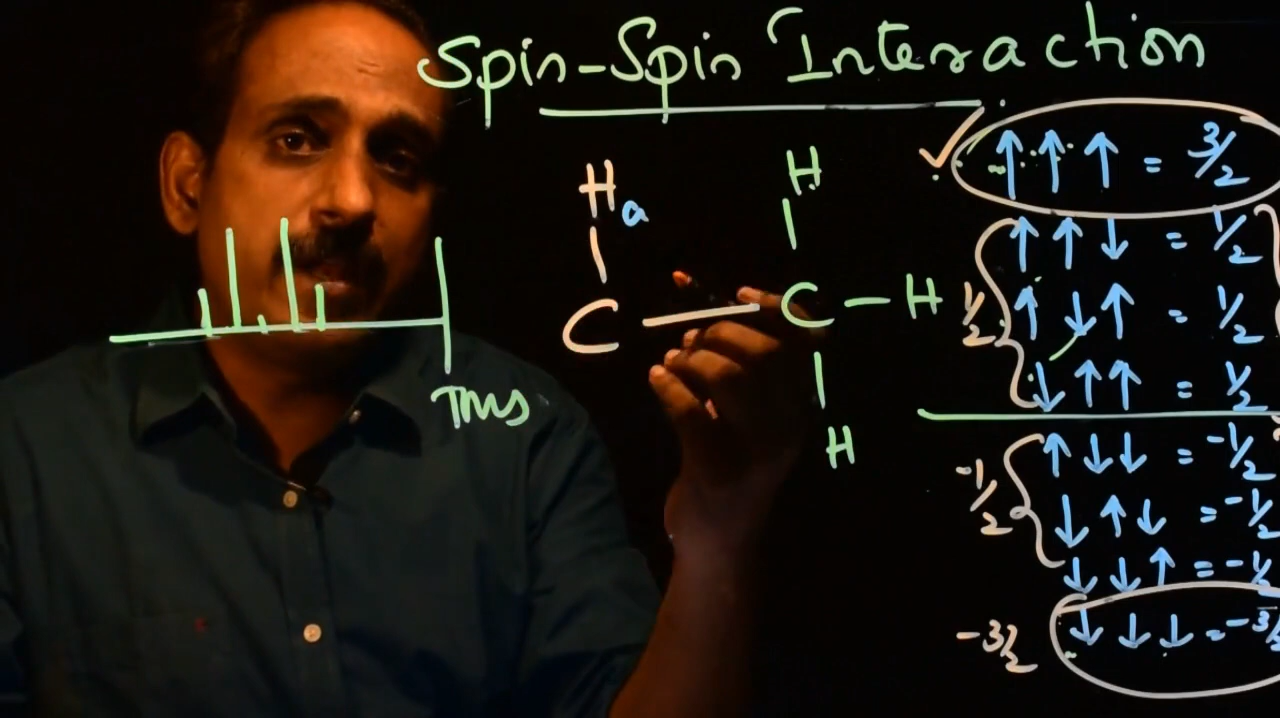 Spin-Spin Interaction
H
a
C
H
C - H
H
TMS
✓ ↑ ↑ ↑ = 3/2
↑ ↑ ↓ = 1/2
1/2 ↑ ↓ ↑ = 1/2
↓ ↑ ↑ = 1/2
↑ ↓ ↓ = -1/2
-1/2 ↓ ↑ ↓ = -1/2
↓ ↓ ↑ = -1/2
-3/2 ↓ ↓ ↓ = -3/2